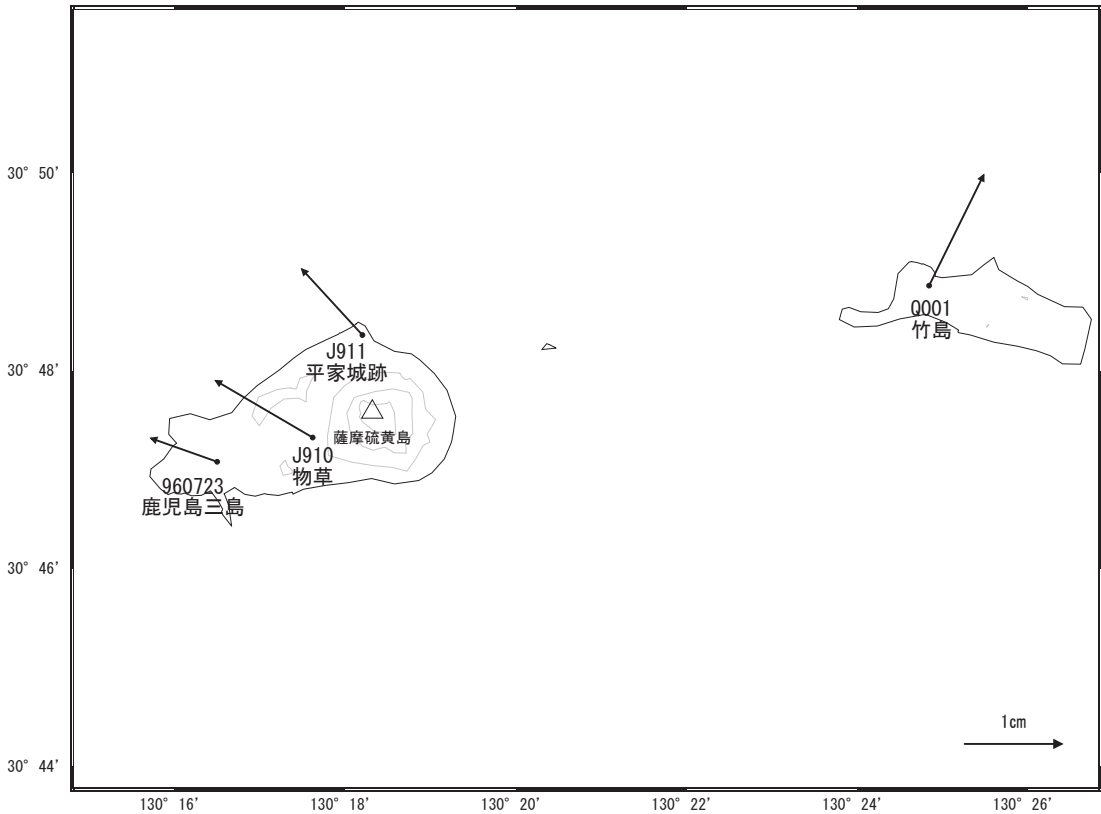 30° 50'
30° 48'
30° 46'
30° 44'
J911
平家城跡
薩摩硫黄島
J910
物草
960723
鹿児島三島
Q001
竹島
1cm
130° 16'
130° 18'
130° 20'
130° 22'
130° 24'
130° 26'